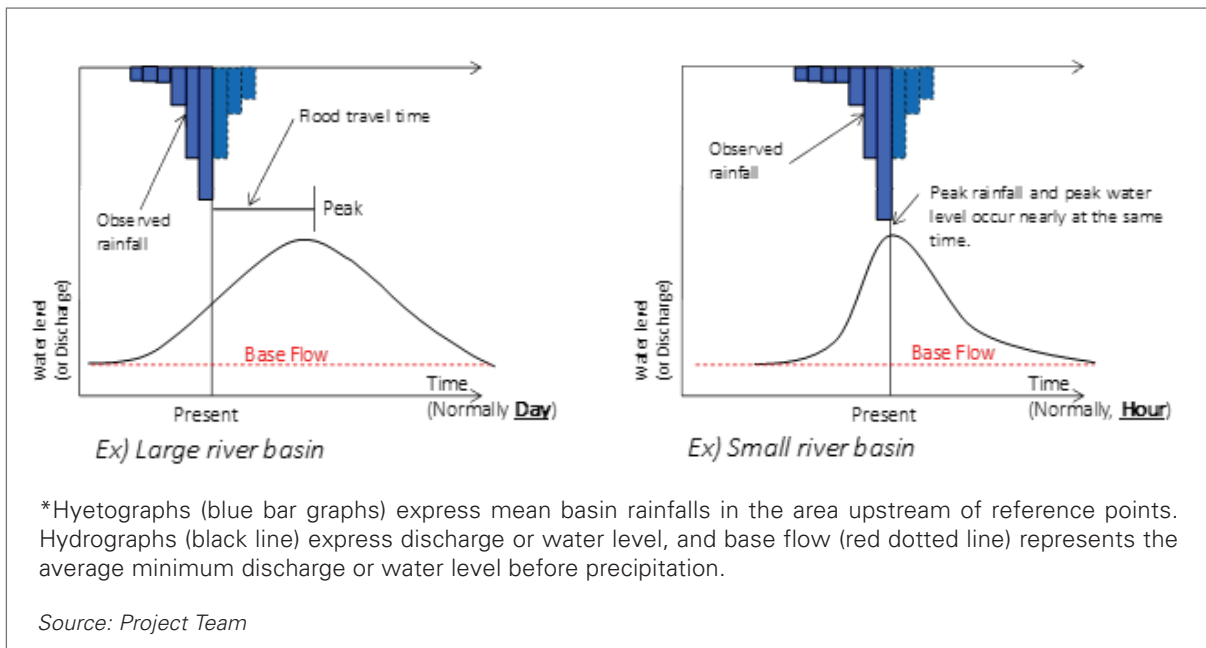 Flood travel time
Observed
rainfall
Peak
Water level
(or Discharge)
Base Flow
Time
(Normally Day)
Present
Ex) Large river basin
Observed
rainfall
Peak rainfall and peak water
level occur nearly at the same
time.
Water level
(or Discharge)
Base Flow
Time
(Normally, Hour)
Present
Ex) Small river basin
*Hyetographs (blue bar graphs) express mean basin rainfalls in the area upstream of reference points.
Hydrographs (black line) express discharge or water level, and base flow (red dotted line) represents the
average minimum discharge or water level before precipitation.
Source: Project Team